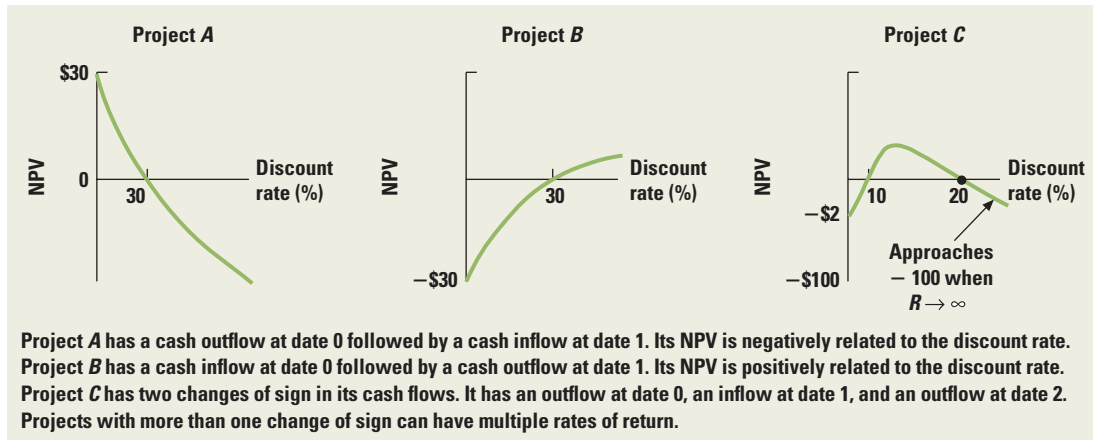 Project A
$30
NPV
0
30
Discount
rate (%)
Project B
NPV
30
Discount
rate (%)
−$30
Project C
NPV
10
20
Discount
rate (%)
−$2
−$100
Approaches
− 100 when
R → ∞
Project A has a cash outflow at date 0 followed by a cash inflow at date 1. Its NPV is negatively related to the discount rate.
Project B has a cash inflow at date 0 followed by a cash outflow at date 1. Its NPV is positively related to the discount rate.
Project C has two changes of sign in its cash flows. It has an outflow at date 0, an inflow at date 1, and an outflow at date 2.
Projects with more than one change of sign can have multiple rates of return.